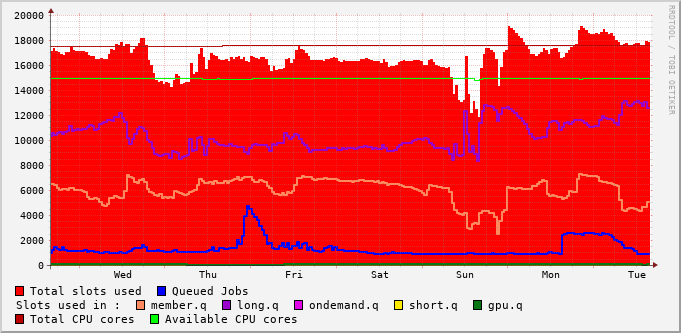 20000
18000
16000
14000
12000
10000
8000
6000
4000
2000
0
Wed Thu Fri Sat Sun Mon Tue
RRDTOOL / TOBI OETIKER
Total slots used Queued Jobs
Slots used in : member.q long.q ondemand.q short.q gpu.q
Total CPU cores Available CPU cores